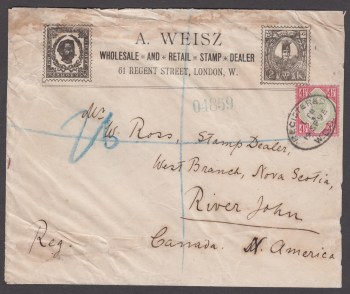 A. WEISZ
WHOLESALE • AND • RETAIL • STAMP • DEALER
61 REGENT STREET, LONDON, W.
REGISTERED
Mr
W. Ross, Stamp Dealer,
West Branch, Nova Scotia,
River John
Reg. Canada. N. America